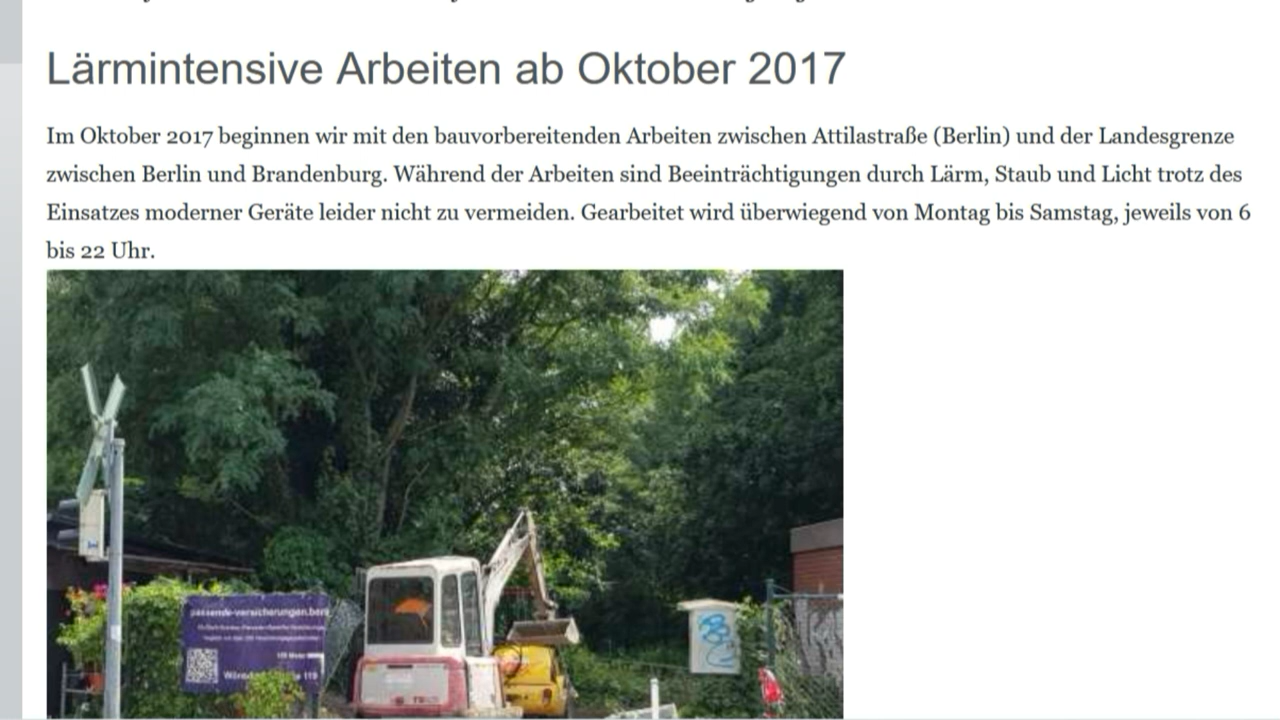 Lärmintensive Arbeiten ab Oktober 2017
Im Oktober 2017 beginnen wir mit den bauvorbereitenden Arbeiten zwischen Attilastraße (Berlin) und der Landesgrenze
zwischen Berlin und Brandenburg. Während der Arbeiten sind Beeinträchtigungen durch Lärm, Staub und Licht trotz des
Einsatzes moderner Geräte leider nicht zu vermeiden. Gearbeitet wird überwiegend von Montag bis Samstag, jeweils von 6
bis 22 Uhr.
passende-versicherungen.berlin
119